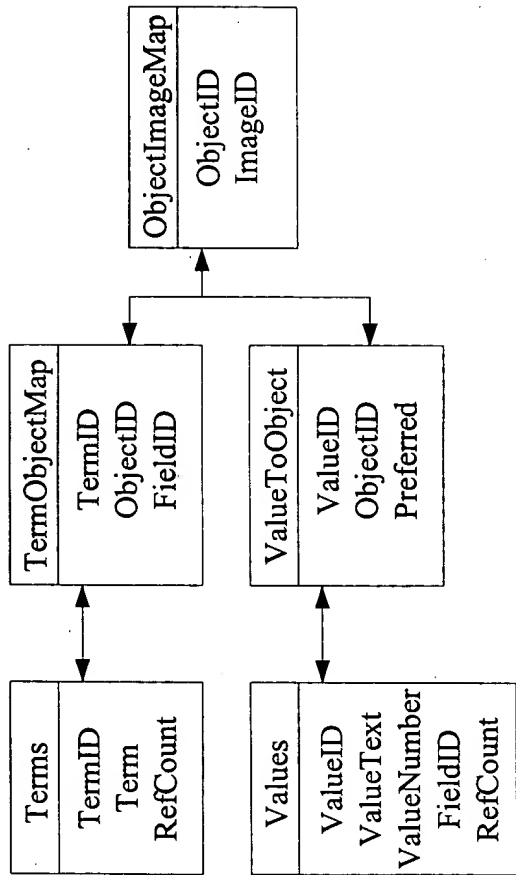 Terms
TermID
Term
RefCount
TermObjectMap
TermID
ObjectID
FieldID
Values
ValueID
ValueText
ValueNumber
FieldID
RefCount
ValueToObject
ValueID
ObjectID
Preferred
ObjectImageMap
ObjectID
ImageID